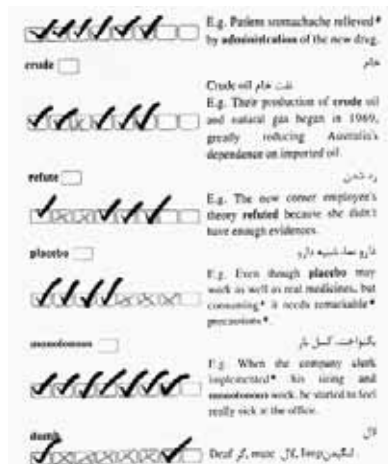 E.g. Patient stomachache relieved*
by administration of the new drug.
crude
خام
Crude oil نفت خام
E.g. Their production of crude oil
and natural gas began in 1969,
greatly reducing Australia's
dependence on imported oil.
refute
رد شدن
E.g. The new comer employee's
theory refuted because she didn't
have enough evidences.
placebo
دارو نما، شبیه دارو
E.g. Even though placebo may
work as well as real medicines, but
consuming* it needs remarkable*
precautions*.
monotonous
یکنواخت، کسل بار
E.g. When the company clerk
implemented* his tiring and
monotonous work, he started to feel
really sick at the office.
dumb
لال
Deaf کر, mute لال, limp لنگیدن